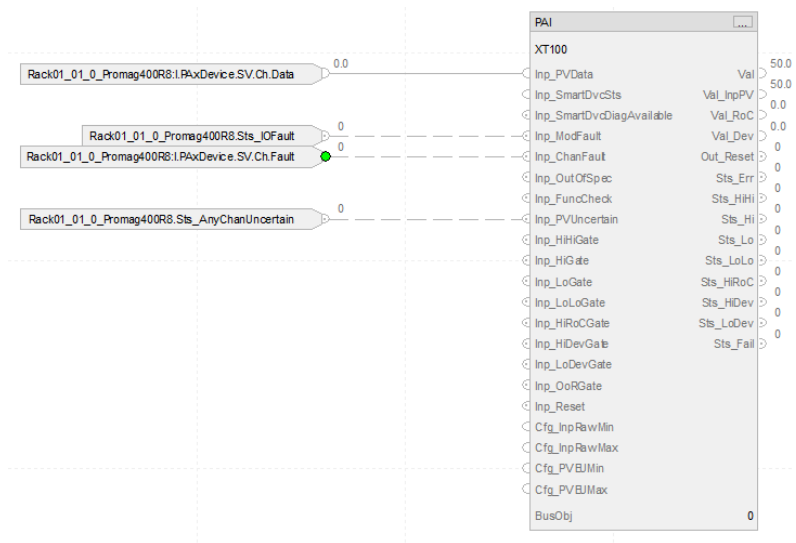 PAI ...
XT100
Rack01_01_0_Promag400R8:I.PAxDevice.SV.Ch.Data 0.0 Inp_PVData Val 50.0
Inp_SmartDvcSts Val_InpPV 50.0
Inp_SmartDvcDiagAvailable Val_RoC 0.0
Rack01_01_0_Promag400R8.Sts_IOFault 0 Inp_ModFault Val_Dev 0.0
Rack01_01_0_Promag400R8:I.PAxDevice.SV.Ch.Fault 0 Inp_ChanFault Out_Reset 0
Inp_OutOfSpec Sts_Err 0
Inp_FuncCheck Sts_HiHi 0
Rack01_01_0_Promag400R8.Sts_AnyChanUncertain 0 Inp_PVUncertain Sts_Hi 0
Inp_HiHiGate Sts_Lo 0
Inp_HiGate Sts_LoLo 0
Inp_LoGate Sts_HiRoC 0
Inp_LoLoGate Sts_HiDev 0
Inp_HiRoCGate Sts_LoDev 0
Inp_HiDevGate Sts_Fail 0
Inp_LoDevGate
Inp_OoRGate
Inp_Reset
Cfg_InpRawMin
Cfg_InpRawMax
Cfg_PVEUMin
Cfg_PVEUMax
BusObj 0